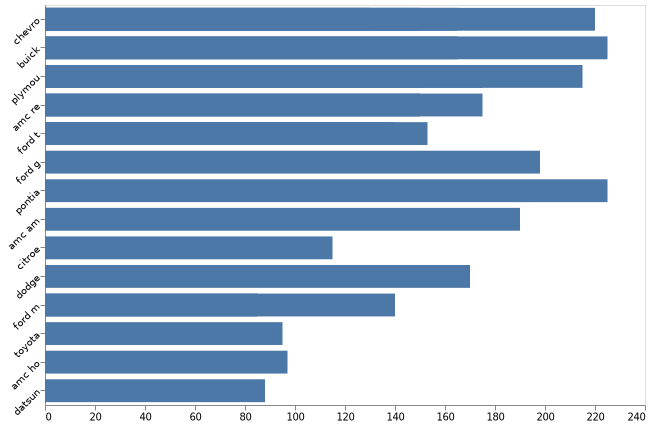 chevro
buick
plymou
amc re
ford t
ford g
pontia
amc am
citroe
dodge
ford m
toyota
amc ho
datsun
0 20 40 60 80 100 120 140 160 180 200 220 240